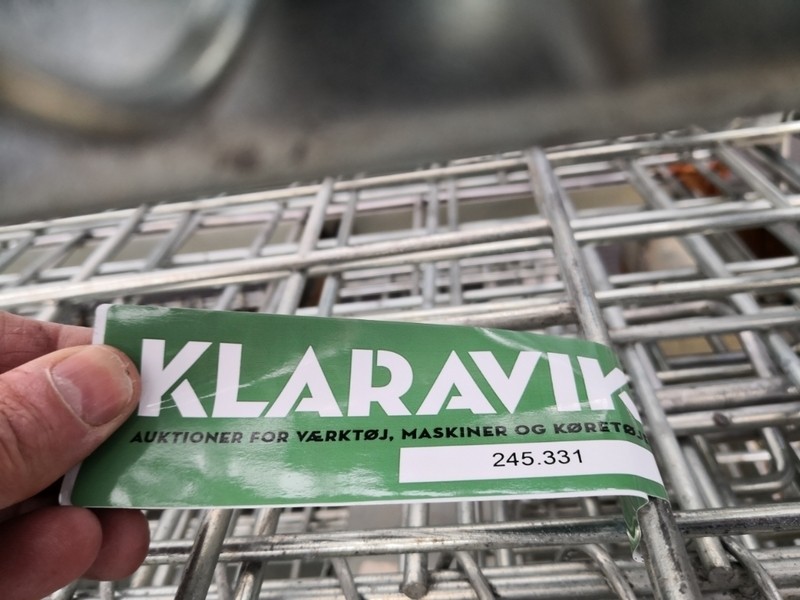 KLARAVIK
AUKTIONER FOR VÆRKTØJ, MASKINER OG KØRETØJ
245.331